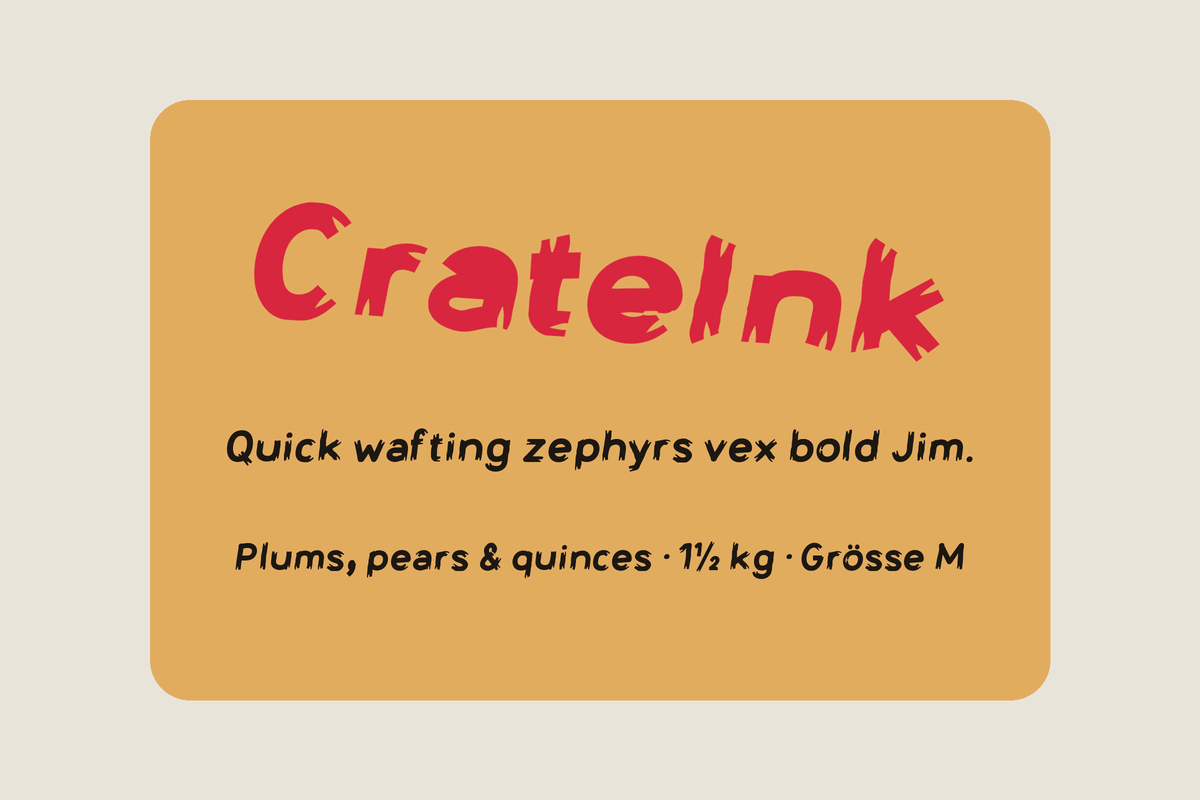 CrateInk
Quick wafting zephyrs vex bold Jim.
Plums, pears & quinces · 1½ kg · Grösse M